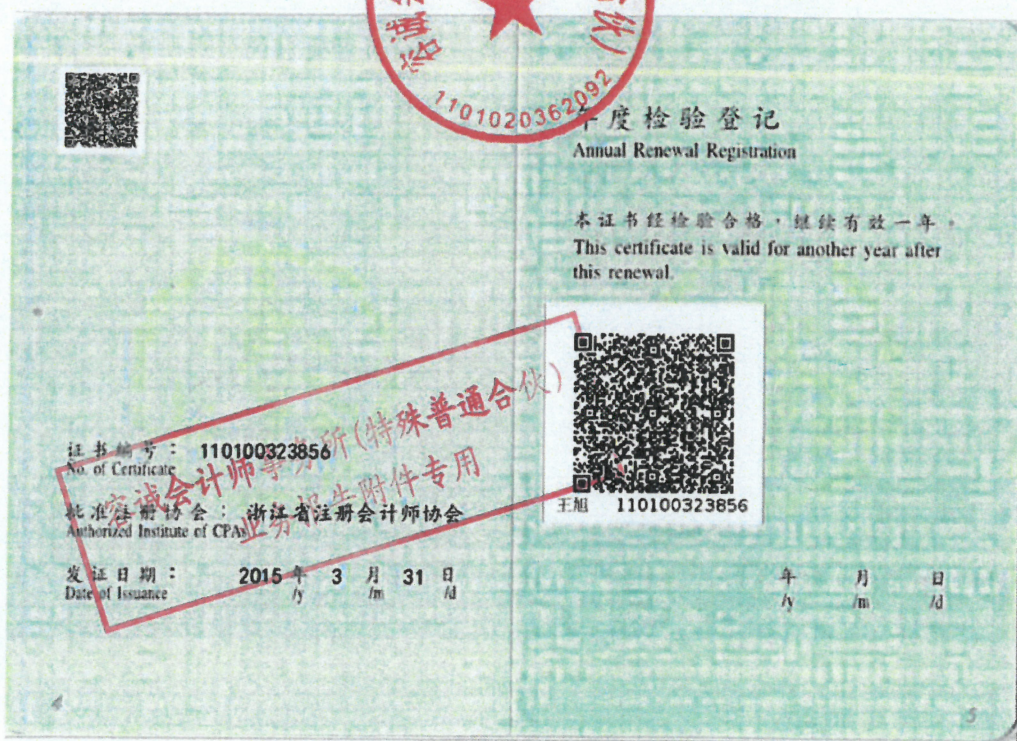 伙)
1101020362092
年度检验登记
Annual Renewal Registration
本证书经检验合格，继续有效一年。
This certificate is valid for another year after
this renewal.
王旭 110100323856
证书编号： 110100323856
No. of Certificate
批准注册协会： 浙江省注册会计师协会
Authorized Institute of CPAs
发证日期： 2015 年 3 月 31 日
Date of Issuance /y /m /d
容诚会计师事务所(特殊普通合伙)
业务报告附件专用
年 月 日
/y /m /d
4
5